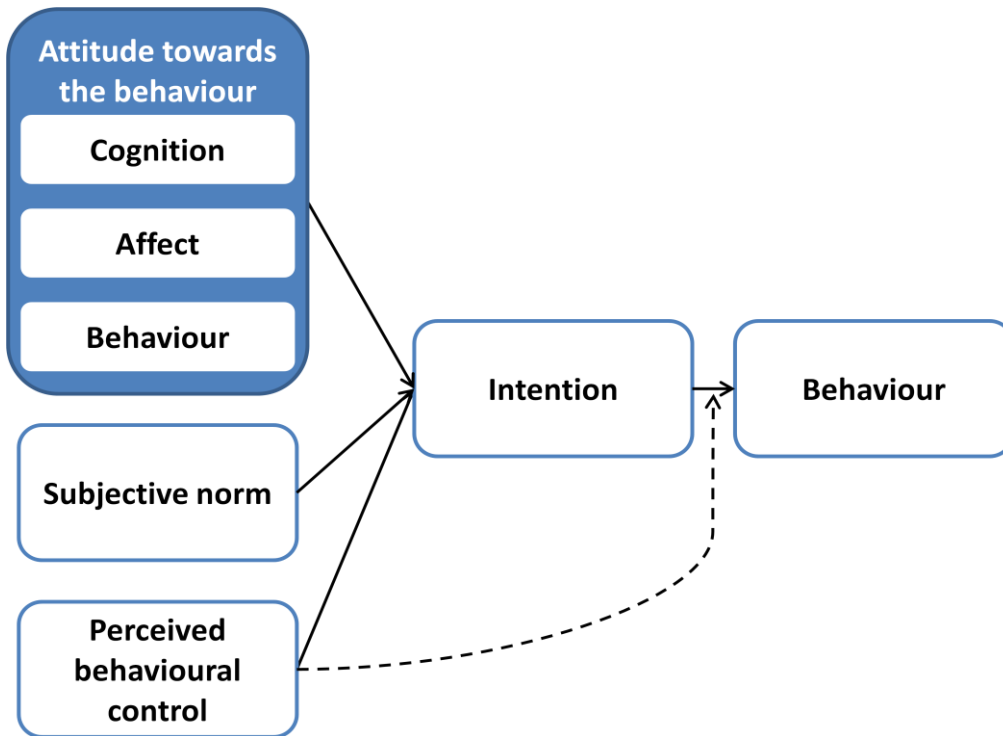 Attitude towards
the behaviour
Cognition
Affect
Behaviour
Subjective norm
Perceived
behavioural
control
Intention
Behaviour